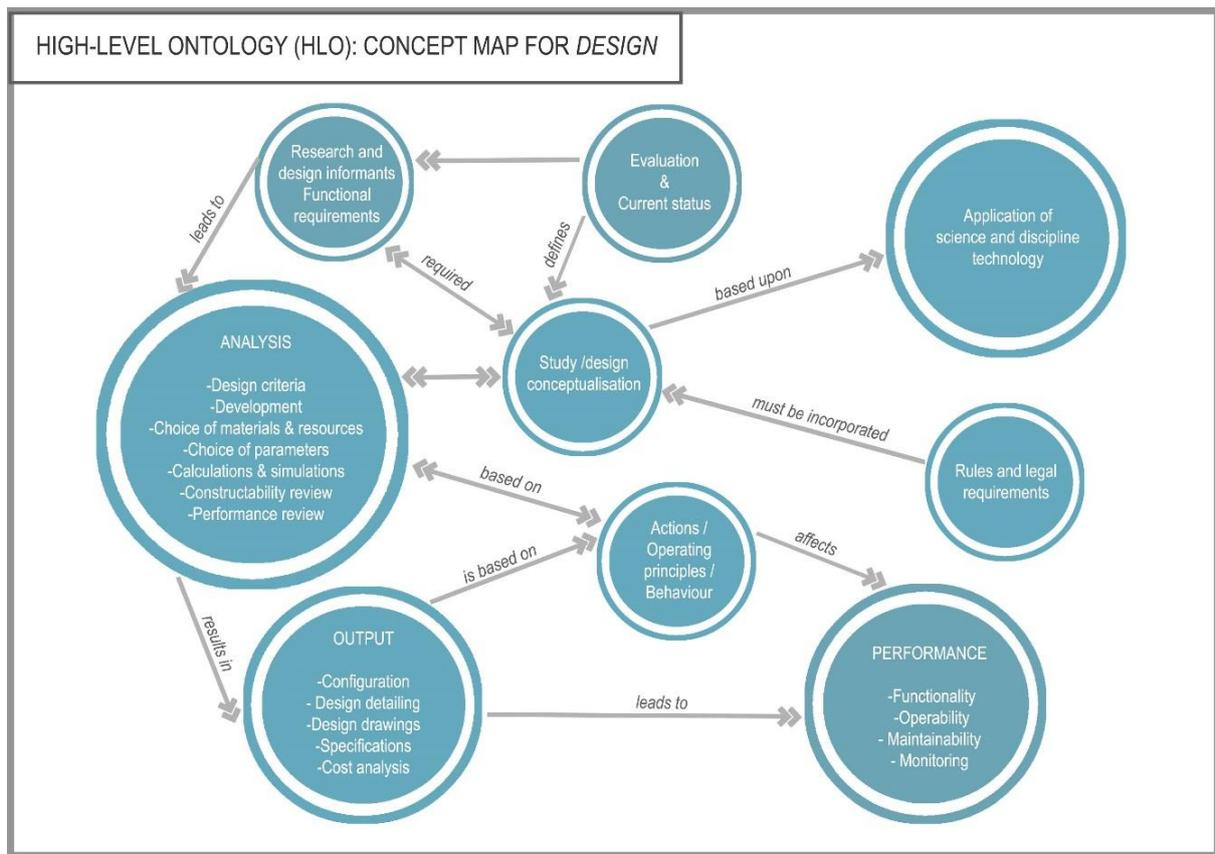 HIGH-LEVEL ONTOLOGY (HLO): CONCEPT MAP FOR DESIGN
Research and
design informants
Functional
requirements
Evaluation
&
Current status
Application of
science and discipline
technology
leads to
required
defines
based upon
ANALYSIS
-Design criteria
-Development
-Choice of materials & resources
-Choice of parameters
-Calculations & simulations
-Constructability review
-Performance review
Study /design
conceptualisation
must be incorporated
Rules and legal
requirements
based on
is based on
Actions /
Operating
principles /
Behaviour
affects
results in
OUTPUT
-Configuration
- Design detailing
-Design drawings
-Specifications
-Cost analysis
leads to
PERFORMANCE
-Functionality
-Operability
- Maintainability
- Monitoring